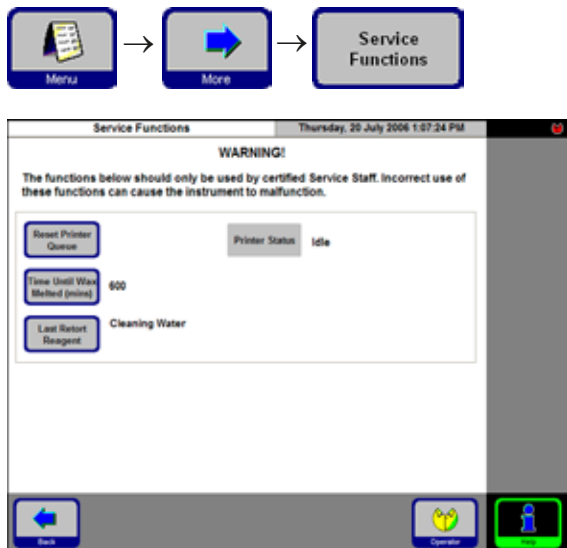 Menu
More
Service
Functions
Service Functions
Thursday, 20 July 2006 1:07:24 PM
WARNING!
The functions below should only be used by certified Service Staff. Incorrect use of
these functions can cause the instrument to malfunction.
Reset Printer
Queue
Printer Status
Idle
Time Until Wax
Melted (mins)
600
Last Retort
Reagent
Cleaning Water
Back
Operator
Help